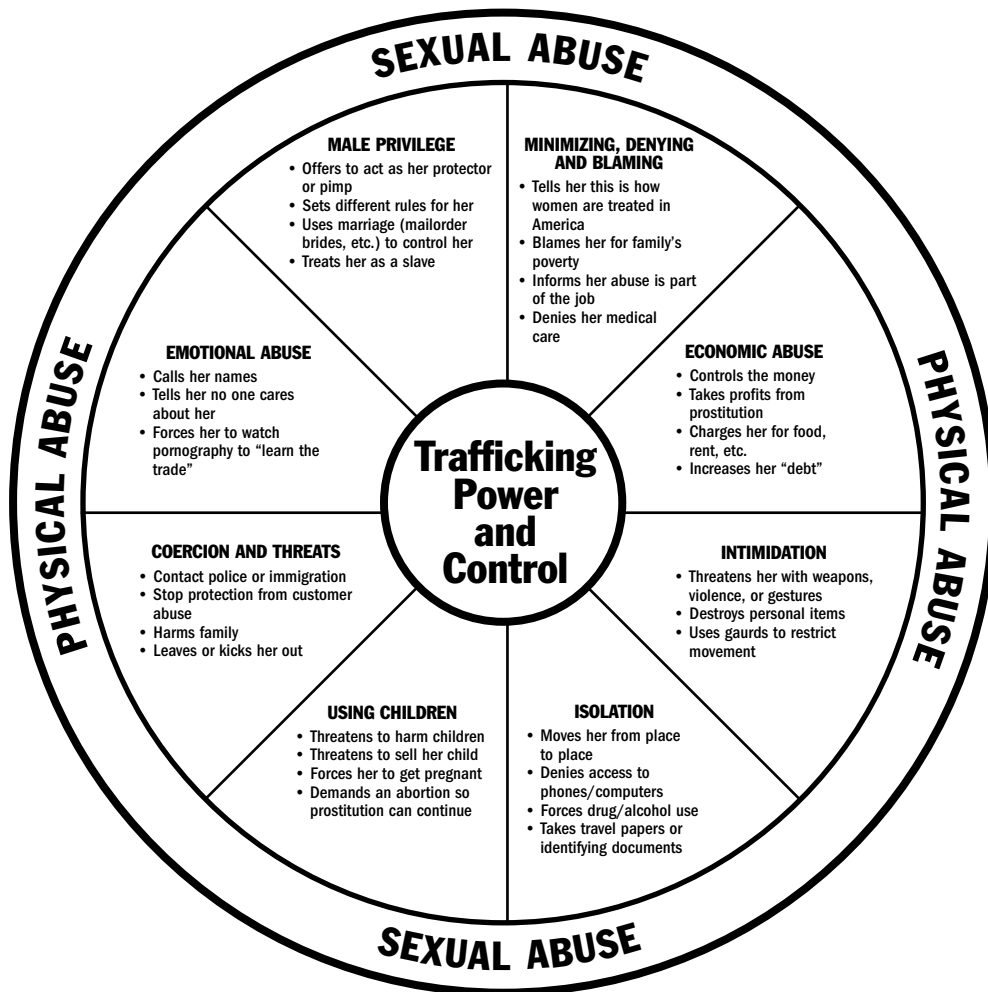 SEXUAL ABUSE
MALE PRIVILEGE
• Offers to act as her protector
or pimp
• Sets different rules for her
• Uses marriage (mailorder
brides, etc.) to control her
• Treats her as a slave
MINIMIZING, DENYING
AND BLAMING
• Tells her this is how
women are treated in
America
• Blames her for family's
poverty
• Informs her abuse is part
of the job
• Denies her medical
care
EMOTIONAL ABUSE
• Calls her names
• Tells her no one cares
about her
• Forces her to watch
pornography to “learn the
trade”
ECONOMIC ABUSE
• Controls the money
• Takes profits from
prostitution
• Charges her for food,
rent, etc.
• Increases her “debt”
PHYSICAL ABUSE
Trafficking
Power
and
Control
PHYSICAL ABUSE
COERCION AND THREATS
• Contact police or immigration
• Stop protection from customer
abuse
• Harms family
• Leaves or kicks her out
INTIMIDATION
• Threatens her with weapons,
violence, or gestures
• Destroys personal items
• Uses gaurds to restrict
movement
USING CHILDREN
• Threatens to harm children
• Threatens to sell her child
• Forces her to get pregnant
• Demands an abortion so
prostitution can continue
ISOLATION
• Moves her from place
to place
• Denies access to
phones/computers
• Forces drug/alcohol use
• Takes travel papers or
identifying documents
SEXUAL ABUSE